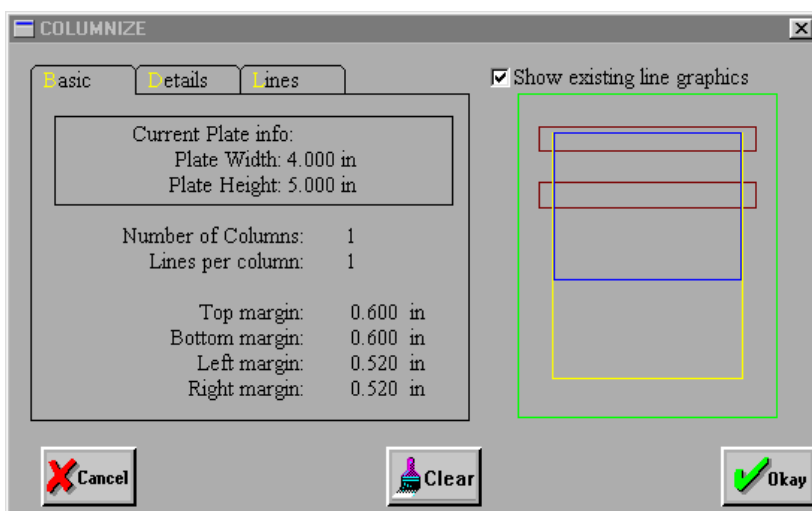 COLUMNIZE
Basic Details Lines
Show existing line graphics
Current Plate info:
Plate Width: 4.000 in
Plate Height: 5.000 in
Number of Columns: 1
Lines per column: 1
Top margin: 0.600 in
Bottom margin: 0.600 in
Left margin: 0.520 in
Right margin: 0.520 in
Cancel
Clear
Okay